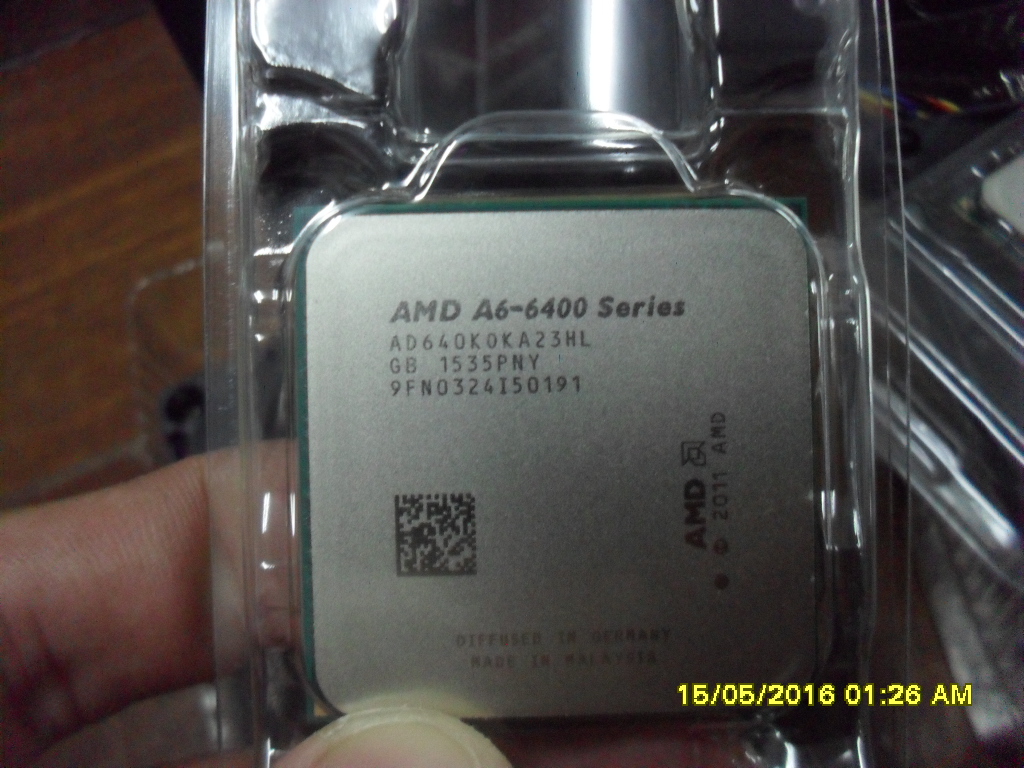 AMD A6-6400 Series
AD640KOKA23HL
GB 1535PNY
9FN0324I50191
AMD
© 2011 AMD
DIFFUSED IN GERMANY
MADE IN MALAYSIA
15/05/2016 01:26 AM